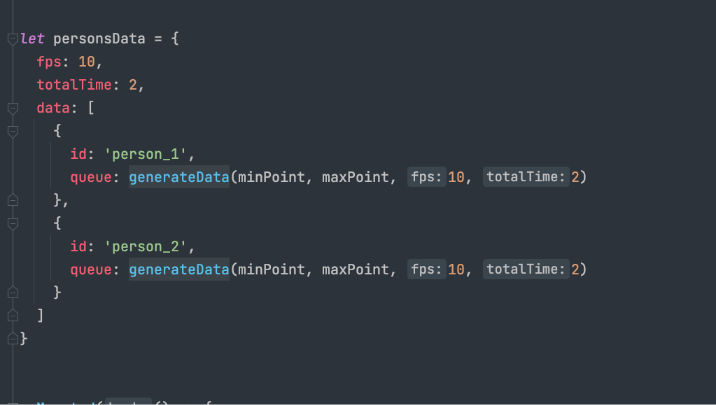 let personsData = {
fps: 10,
totalTime: 2,
data: [
{
id: 'person_1',
queue: generateData(minPoint, maxPoint, fps: 10, totalTime: 2)
},
{
id: 'person_2',
queue: generateData(minPoint, maxPoint, fps: 10, totalTime: 2)
}
]
}